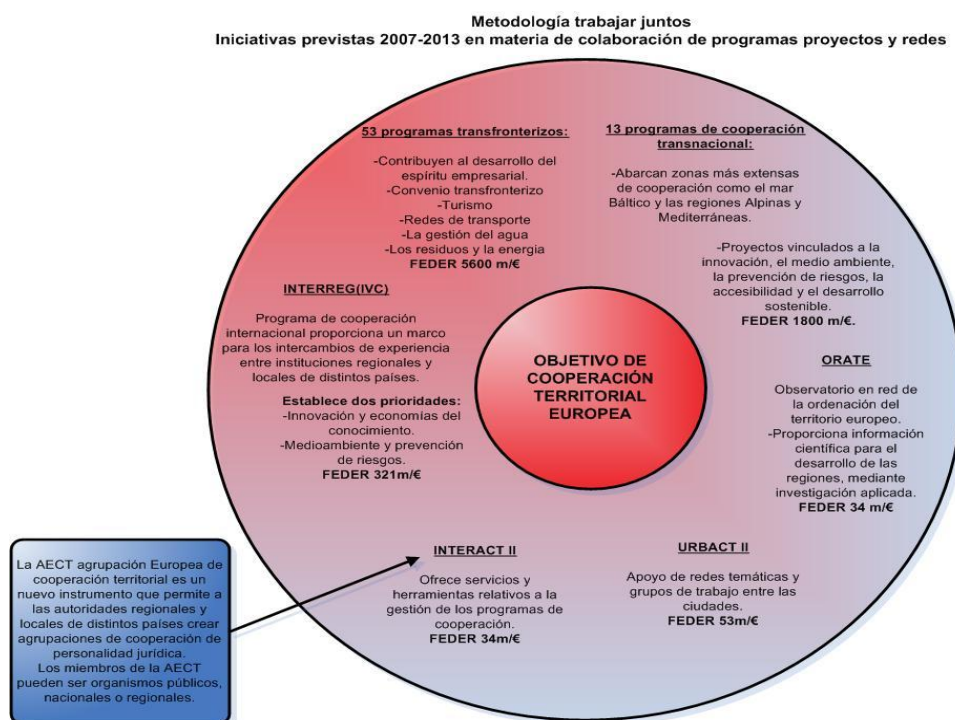 Metodología trabajar juntos
Iniciativas previstas 2007-2013 en materia de colaboración de programas proyectos y redes
53 programas transfronterizos:
-Contribuyen al desarrollo del
espíritu empresarial.
-Convenio transfronterizo
-Turismo
-Redes de transporte
-La gestión del agua
-Los residuos y la energia
FEDER 5600 m/€
13 programas de cooperación
transnacional:
-Abarcan zonas más extensas
de cooperación como el mar
Báltico y las regiones Alpinas y
Mediterráneas.
-Proyectos vinculados a la
innovación, el medio ambiente,
la prevención de riesgos, la
accesibilidad y el desarrollo
sostenible.
FEDER 1800 m/€.
INTERREG(IVC)
Programa de cooperación
internacional proporciona un marco
para los intercambios de experiencia
entre instituciones regionales y
locales de distintos países.
Establece dos prioridades:
-Innovación y economías del
conocimiento.
-Medioambiente y prevención
de riesgos.
FEDER 321m/€
OBJETIVO DE
COOPERACIÓN
TERRITORIAL
EUROPEA
ORATE
Observatorio en red de
la ordenación del
territorio europeo.
-Proporciona información
científica para el
desarrollo de las
regiones, mediante
investigación aplicada.
FEDER 34 m/€
INTERACT II
Ofrece servicios y
herramientas relativos a la
gestión de los programas de
cooperación.
FEDER 34m/€
URBACT II
Apoyo de redes temáticas y
grupos de trabajo entre las
ciudades.
FEDER 53m/€
La AECT agrupación Europea de
cooperación territorial es un
nuevo instrumento que permite a
las autoridades regionales y
locales de distintos países crear
agrupaciones de cooperación de
personalidad jurídica.
Los miembros de la AECT
pueden ser organismos públicos,
nacionales o regionales.